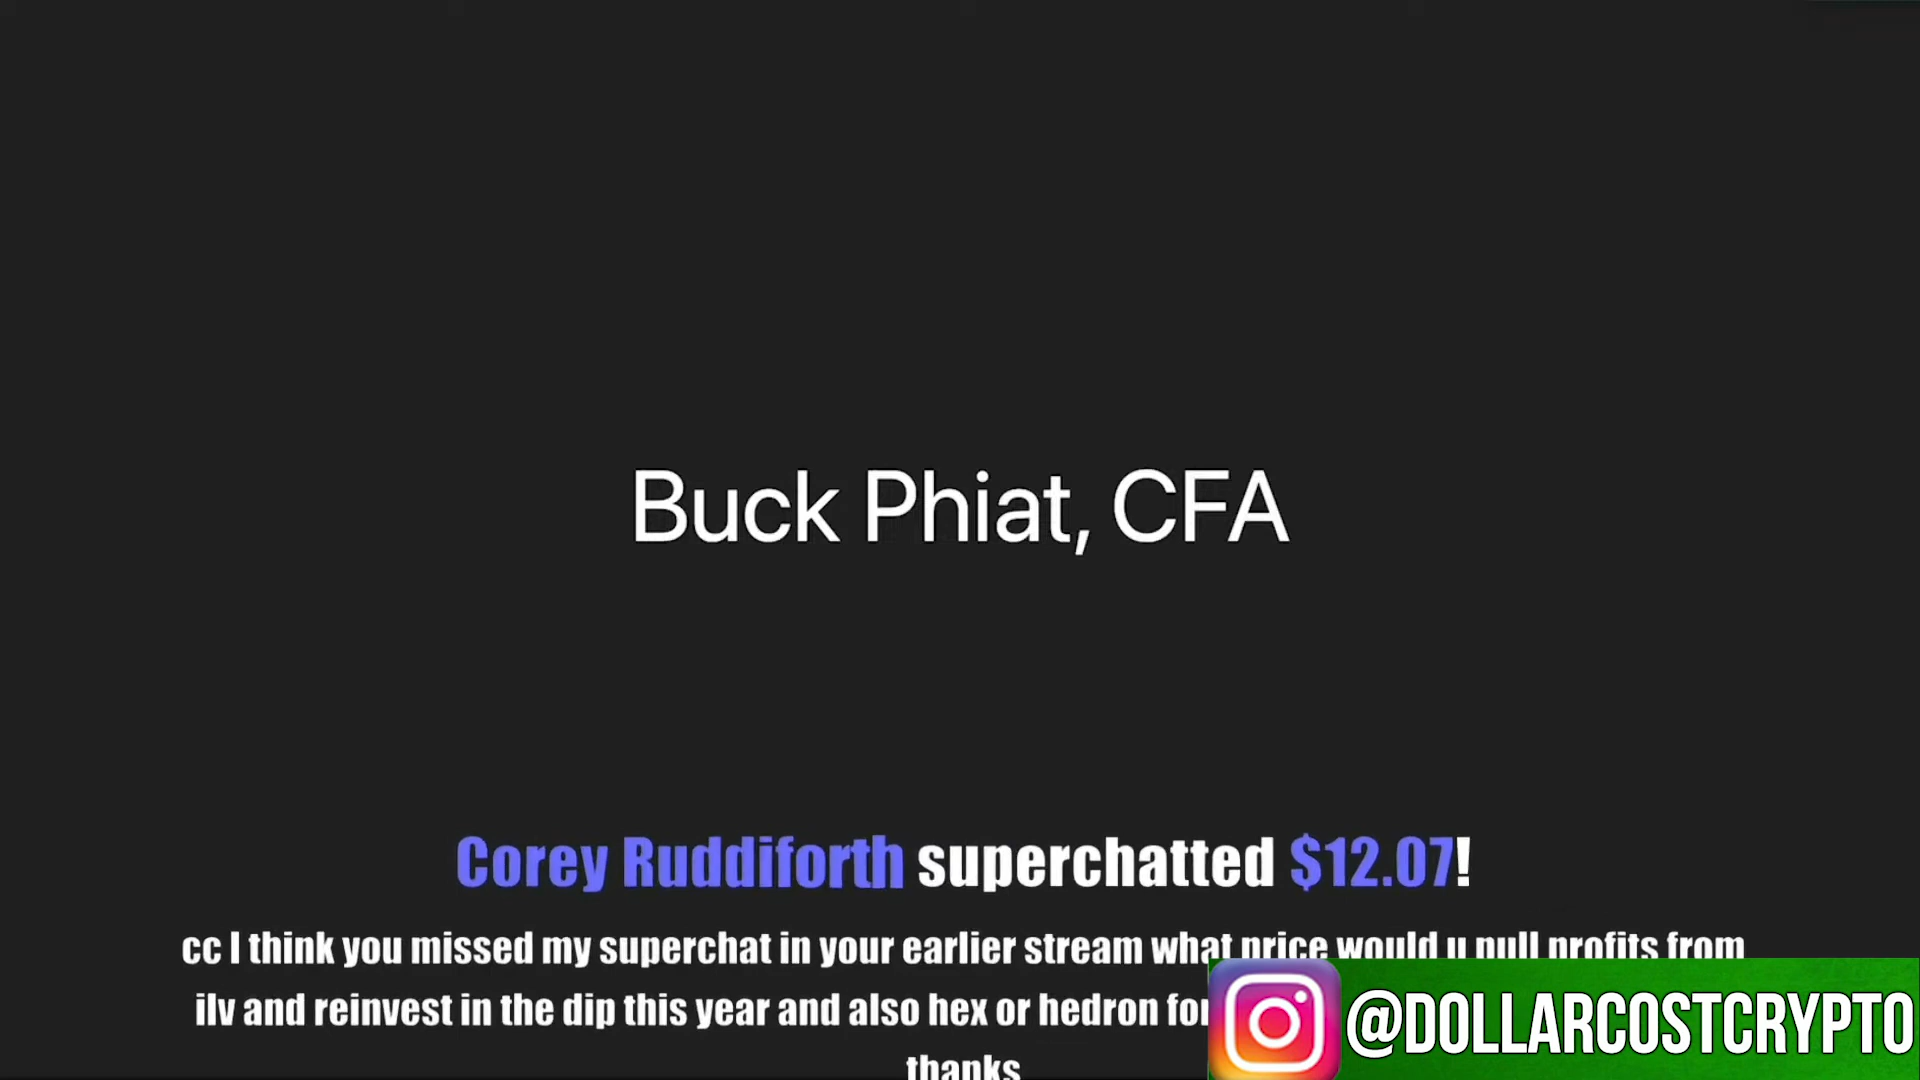 Buck Phiat, CFA
Corey Ruddiforth superchatted $12.07!
cc I think you missed my superchat in your earlier stream what price would u pull profits from
ilv and reinvest in the dip this year and also hex or hedron for
thanks
@DOLLARCOSTCRYPTO